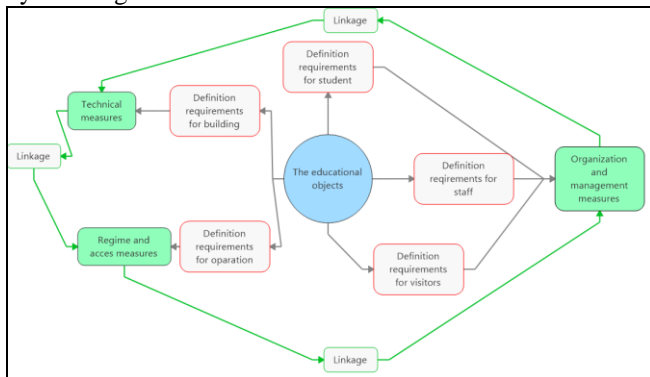 Linkage
Definition
requirements
for student
Technical
measures
Definition
requirements
for building
Linkage
The educational
objects
Definition
reqirements for
staff
Organization
and
management
measures
Regime and
acces measures
Definition
requirements
for oparation
Definition
requirements
for visitors
Linkage